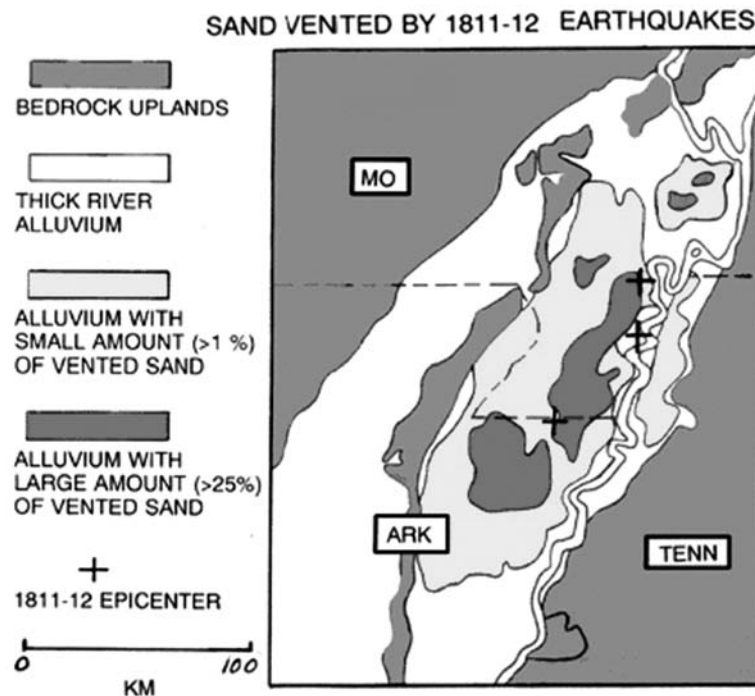 SAND VENTED BY 1811-12 EARTHQUAKES
BEDROCK UPLANDS
THICK RIVER
ALLUVIUM
ALLUVIUM WITH
SMALL AMOUNT (>1 %)
OF VENTED SAND
ALLUVIUM WITH
LARGE AMOUNT (>25%)
OF VENTED SAND
1811-12 EPICENTER
0 100
KM
MO
ARK
TENN